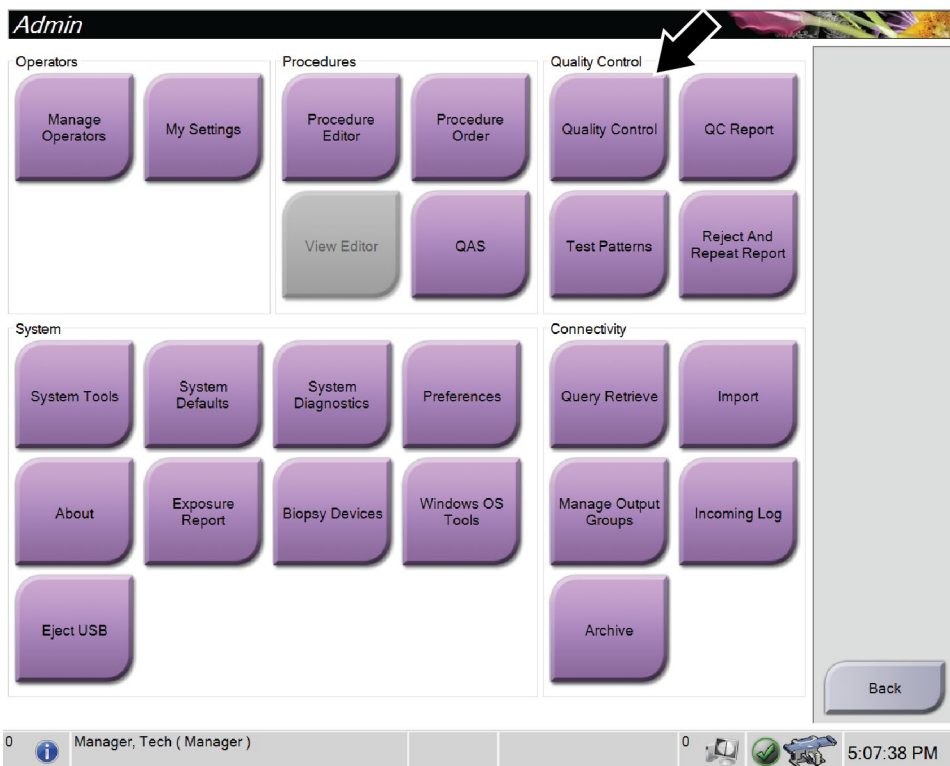 Admin
Operators
Manage
Operators
My Settings
Procedures
Procedure
Editor
Procedure
Order
View Editor
QAS
Quality Control
Quality Control
QC Report
Test Patterns
Reject And
Repeat Report
System
System Tools
System
Defaults
System
Diagnostics
Preferences
About
Exposure
Report
Biopsy Devices
Windows OS
Tools
Eject USB
Connectivity
Query Retrieve
Import
Manage Output
Groups
Incoming Log
Archive
Back
0
Manager, Tech ( Manager )
0
5:07:38 PM